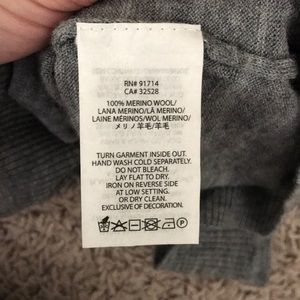 RN# 91714
CA# 32528
100% MERINO WOOL/
LANA MERINO/LÃ MERINO/
LAINE MÉRINOS/WOL MERINO/
メリノ羊毛/羊毛
TURN GARMENT INSIDE OUT.
HAND WASH COLD SEPARATELY.
DO NOT BLEACH.
LAY FLAT TO DRY.
IRON ON REVERSE SIDE
AT LOW SETTING.
OR DRY CLEAN.
EXCLUSIVE OF DECORATION.
P